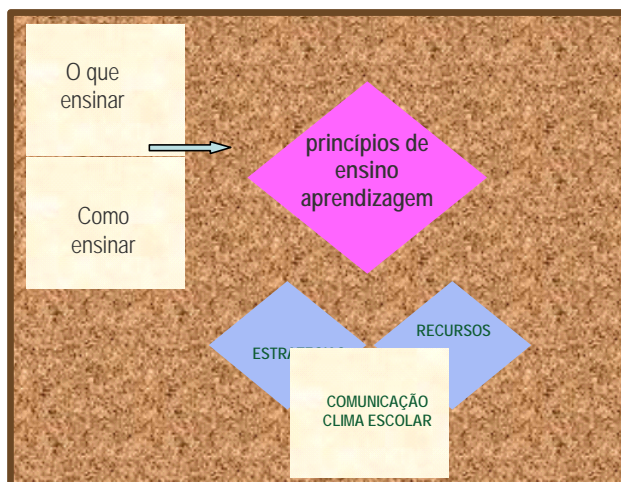 O que
ensinar
Como
ensinar
princípios de
ensino
aprendizagem
RECURSOS
COMUNICAÇÃO
CLIMA ESCOLAR